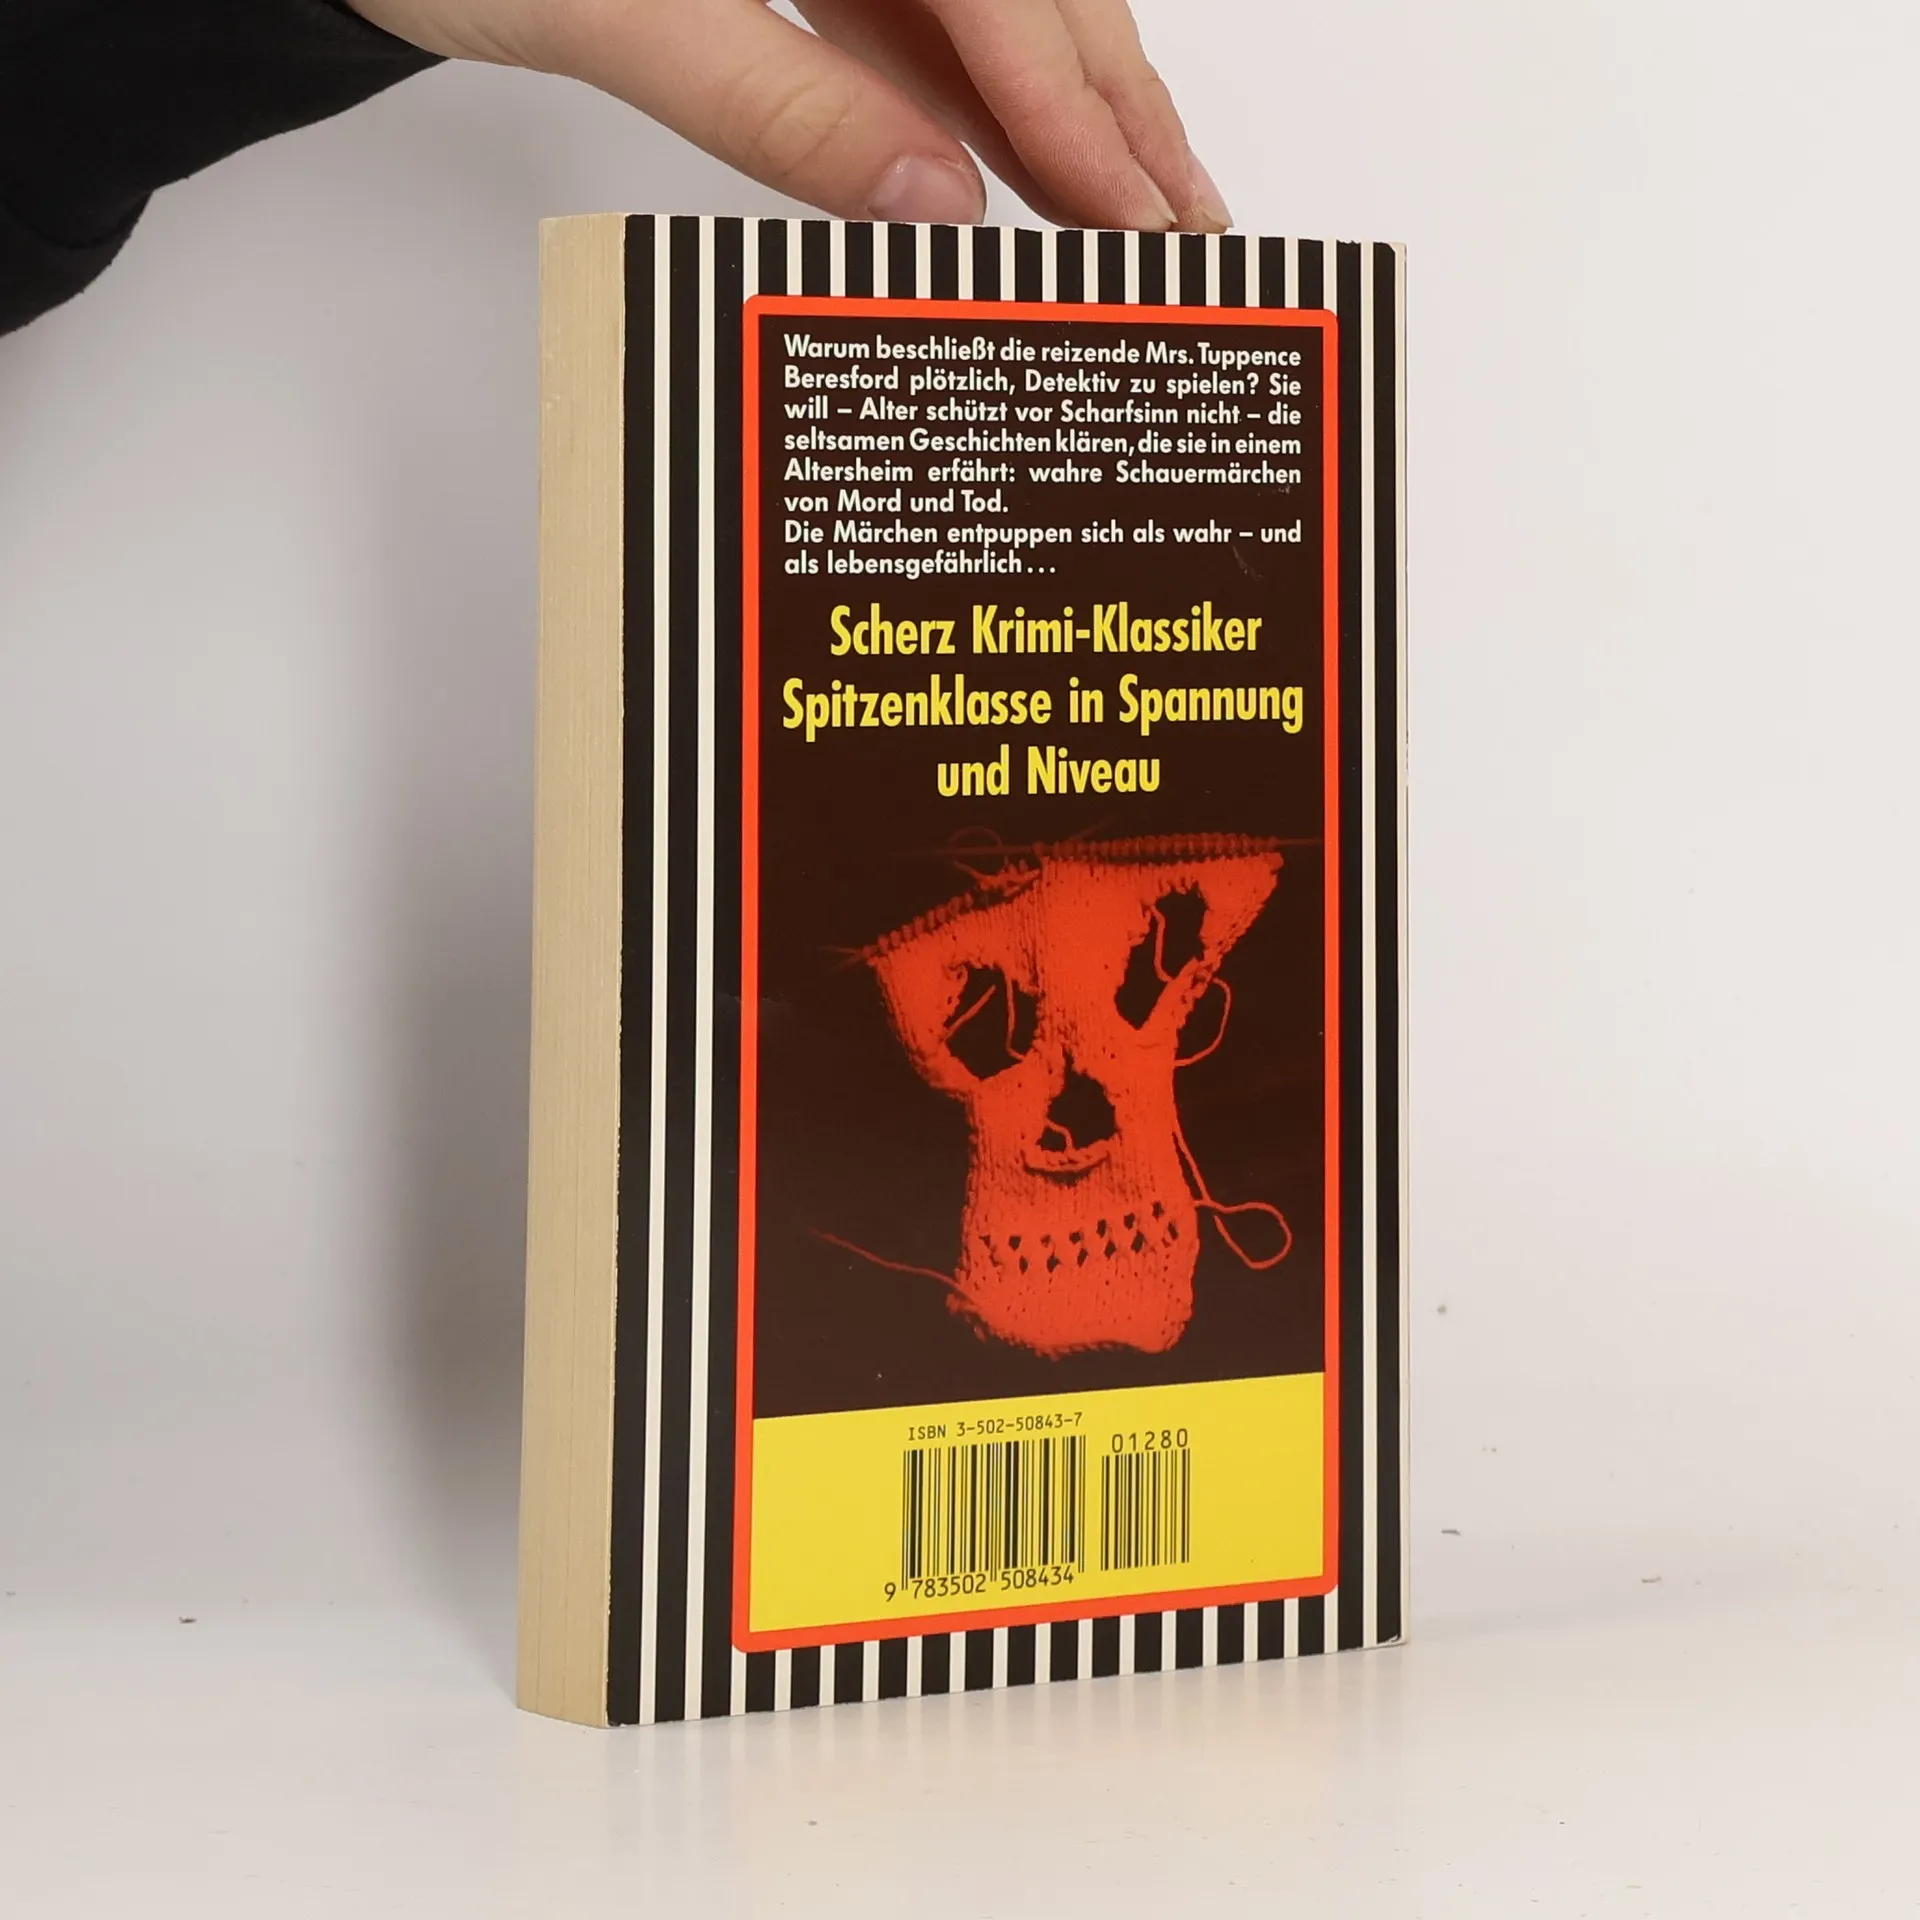 Warum beschließt die reizende Mrs. Tuppence
Beresford plötzlich, Detektiv zu spielen? Sie
will – Alter schützt vor Scharfsinn nicht – die
seltsamen Geschichten klären, die sie in einem
Altersheim erfährt: wahre Schauermärchen
von Mord und Tod.
Die Märchen entpuppen sich als wahr – und
als lebensgefährlich...
Scherz Krimi-Klassiker
Spitzenklasse in Spannung
und Niveau
ISBN 3-502-50843-7
01280
9 783502 508434